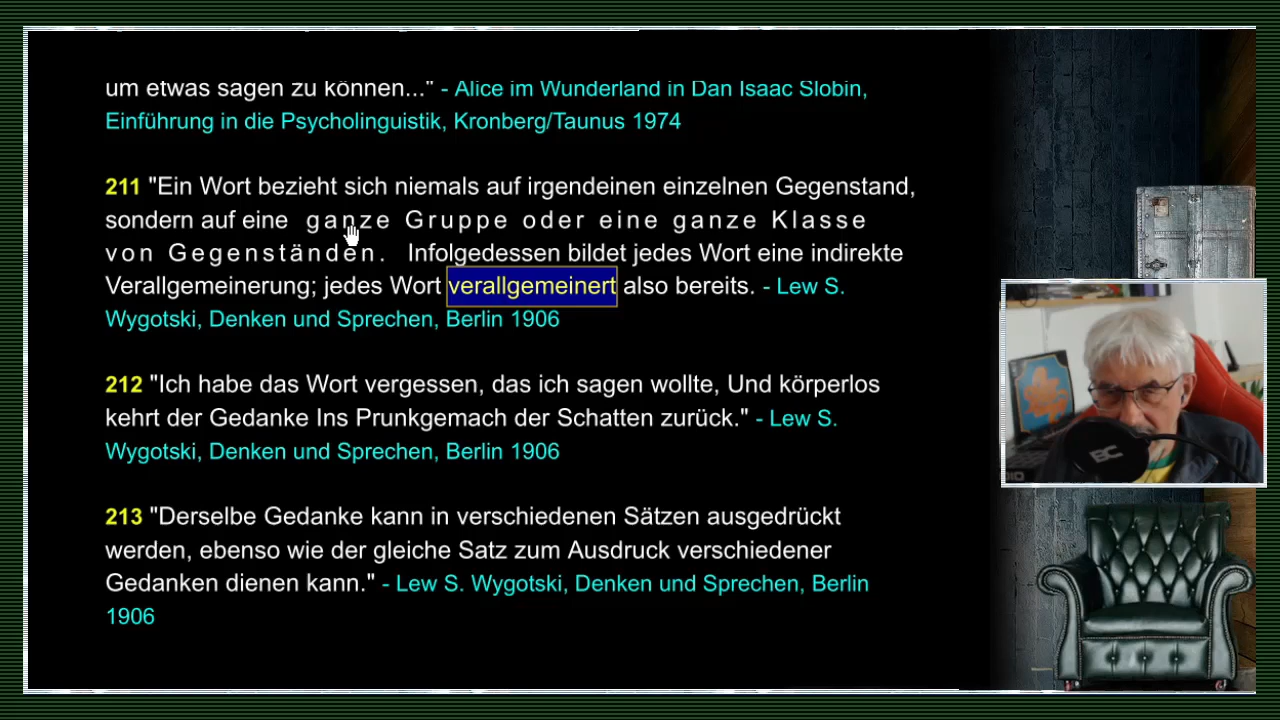 um etwas sagen zu können..." - Alice im Wunderland in Dan Isaac Slobin,
Einführung in die Psycholinguistik, Kronberg/Taunus 1974
211 "Ein Wort bezieht sich niemals auf irgendeinen einzelnen Gegenstand,
sondern auf eine ganze Gruppe oder eine ganze Klasse
von Gegenständen. Infolgedessen bildet jedes Wort eine indirekte
Verallgemeinerung; jedes Wort verallgemeinert also bereits. - Lew S.
Wygotski, Denken und Sprechen, Berlin 1906
212 "Ich habe das Wort vergessen, das ich sagen wollte, Und körperlos
kehrt der Gedanke Ins Prunkgemach der Schatten zurück." - Lew S.
Wygotski, Denken und Sprechen, Berlin 1906
213 "Derselbe Gedanke kann in verschiedenen Sätzen ausgedrückt
werden, ebenso wie der gleiche Satz zum Ausdruck verschiedener
Gedanken dienen kann." - Lew S. Wygotski, Denken und Sprechen, Berlin
1906